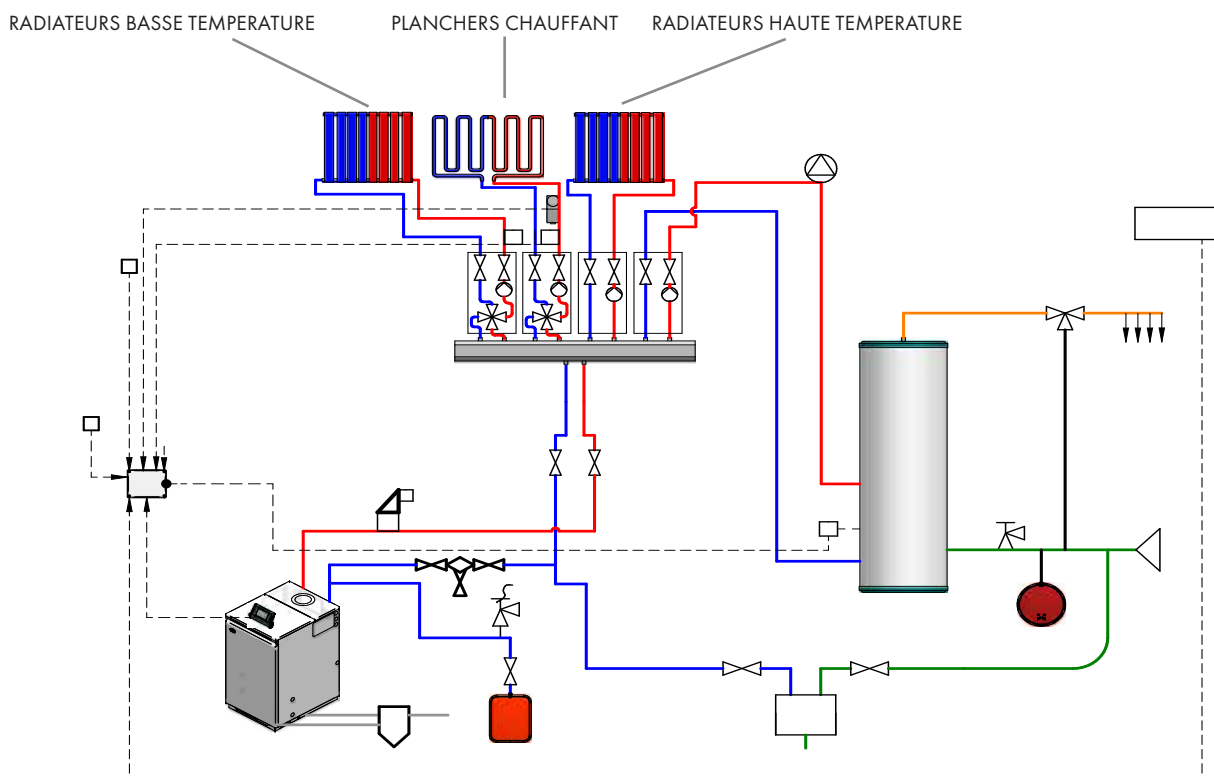 RADIATEURS BASSE TEMPERATURE
PLANCHERS CHAUFFANT
RADIATEURS HAUTE TEMPERATURE